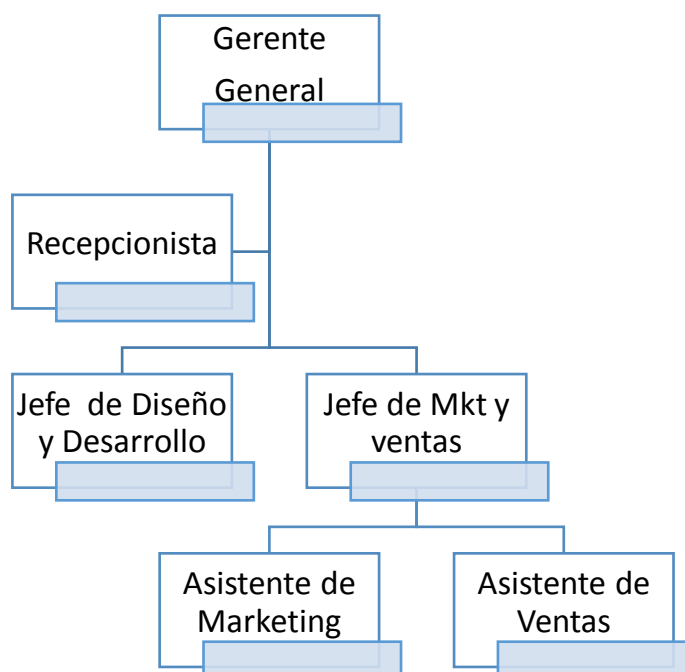 Gerente
General
Recepcionista
Jefe de Diseño
y Desarrollo
Jefe de Mkt y
ventas
Asistente de
Marketing
Asistente de
Ventas